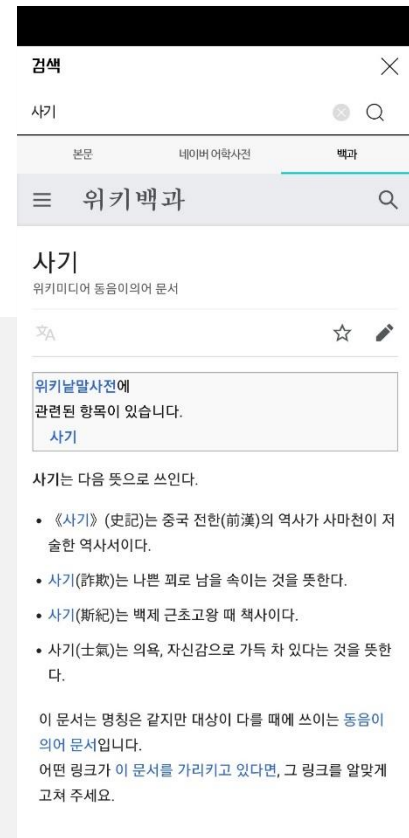 검색
사기
본문 네이버 어학사전 백과
위키백과
사기
위키미디어 동음이의어 문서
위키낱말사전에
관련된 항목이 있습니다.
사기
사기는 다음 뜻으로 쓰인다.
• 《사기》(史記)는 중국 전한(前漢)의 역사가 사마천이 저
술한 역사서이다.
• 사기(詐欺)는 나쁜 꾀로 남을 속이는 것을 뜻한다.
• 사기(斯紀)는 백제 근초고왕 때 책사이다.
• 사기(士氣)는 의욕, 자신감으로 가득 차 있다는 것을 뜻한
다.
이 문서는 명칭은 같지만 대상이 다를 때에 쓰이는 동음이
의어 문서입니다.
어떤 링크가 이 문서를 가리키고 있다면, 그 링크를 알맞게
고쳐 주세요.